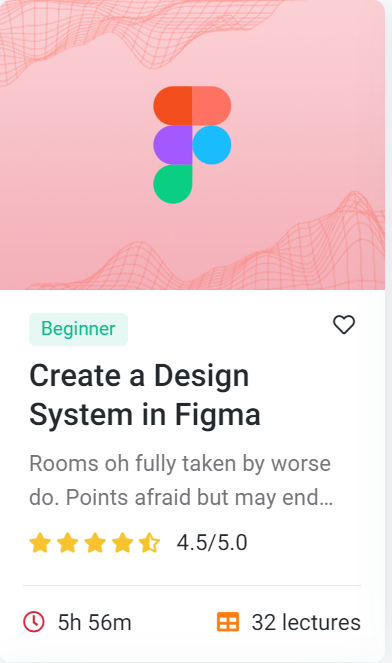 Beginner
Create a Design
System in Figma
Rooms oh fully taken by worse
do. Points afraid but may end...
4.5/5.0
5h 56m
32 lectures